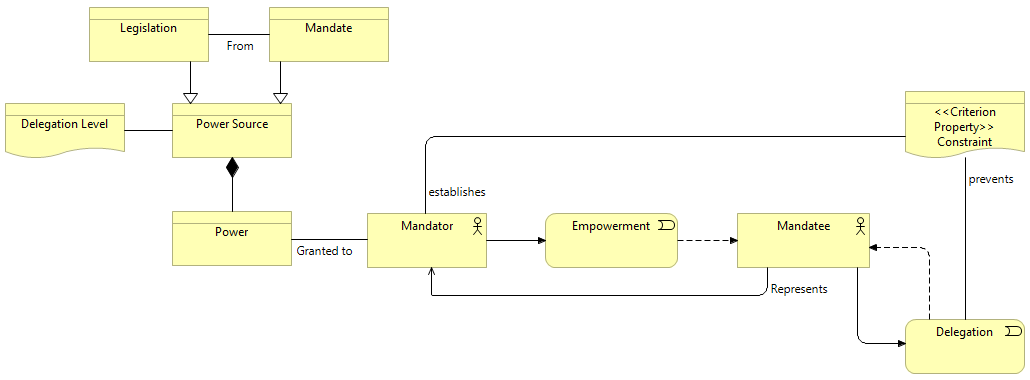 Legislation
Mandate
From
Delegation Level
Power Source
<<Criterion
Property>>
Constraint
establishes
prevents
Power
Granted to
Mandator
Empowerment
Mandatee
Represents
Delegation